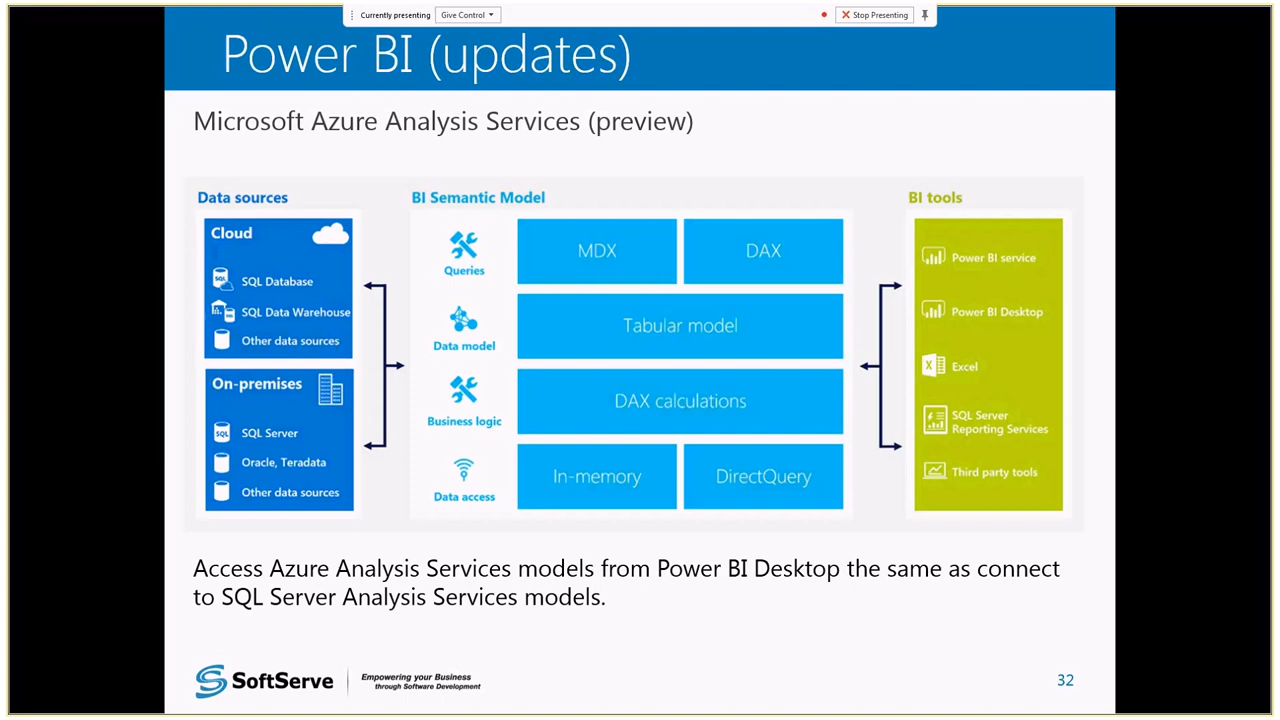 Currently presenting
Give Control
Stop Presenting
Power BI (updates)
Microsoft Azure Analysis Services (preview)
Data sources
Cloud
SQL
SQL Database
SQL Data Warehouse
Other data sources
On-premises
SQL
SQL Server
Oracle, Teradata
Other data sources
BI Semantic Model
Queries
MDX
DAX
Data model
Tabular model
Business logic
DAX calculations
Data access
In-memory
DirectQuery
BI tools
Power BI service
Power BI Desktop
Excel
SQL Server
Reporting Services
Third party tools
Access Azure Analysis Services models from Power BI Desktop the same as connect
to SQL Server Analysis Services models.
SoftServe
Empowering your Business
through Software Development
32